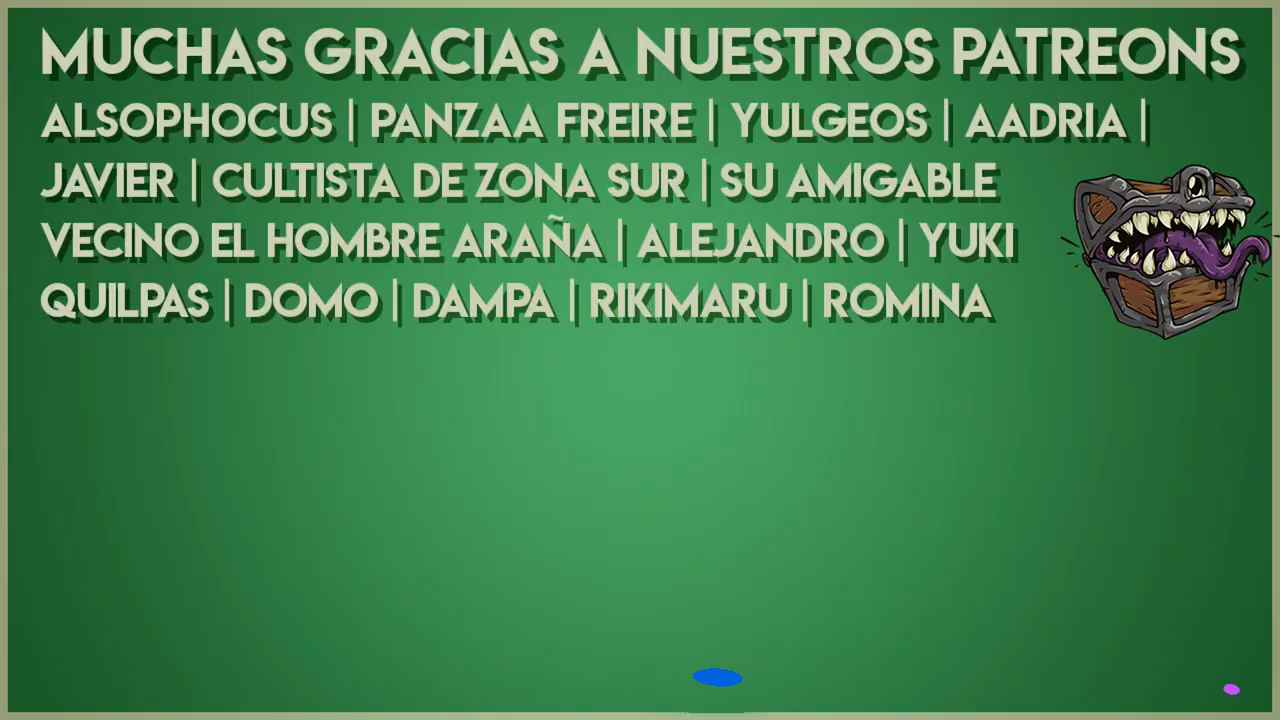 MUCHAS GRACIAS A NUESTROS PATREONS
ALSOPHOCUS | PANZAA FREIRE | YULGEOS | AADRIA |
JAVIER | CULTISTA DE ZONA SUR | SU AMIGABLE
VECINO EL HOMBRE ARAÑA | ALEJANDRO | YUKI
QUILPAS | DOMO | DAMPA | RIKIMARU | ROMINA